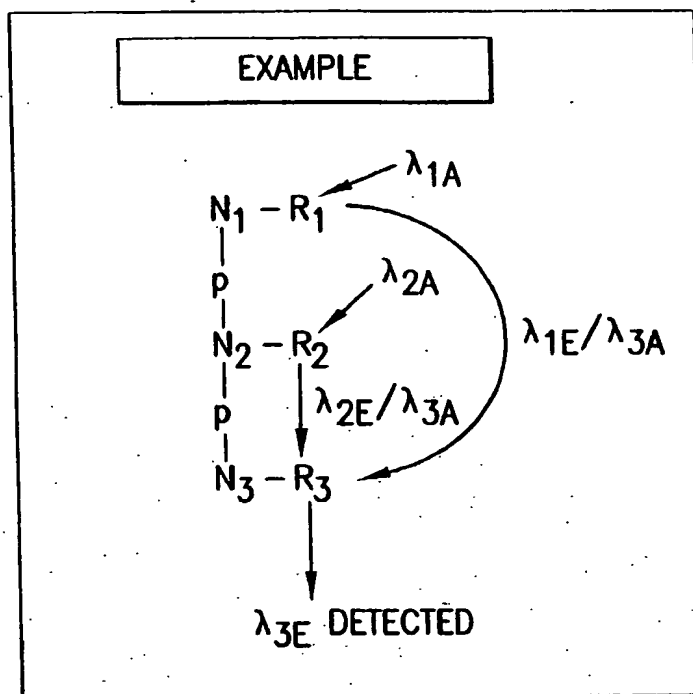 EXAMPLE
λ1A
N1 – R1
p
λ2A
N2 – R2
λ1E/λ3A
λ2E/λ3A
p
N3 – R3
λ3E DETECTED